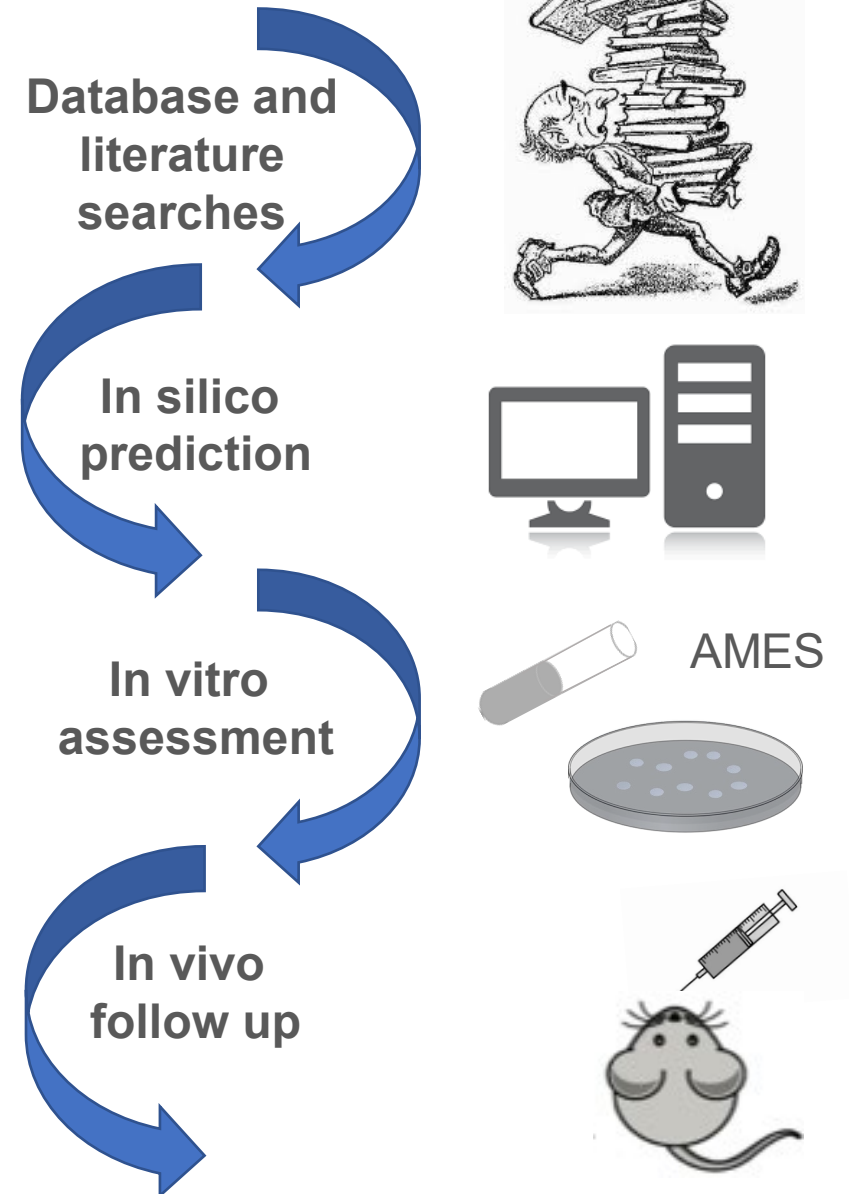 Database and
literature
searches
In silico
prediction
In vitro
assessment
AMES
In vivo
follow up